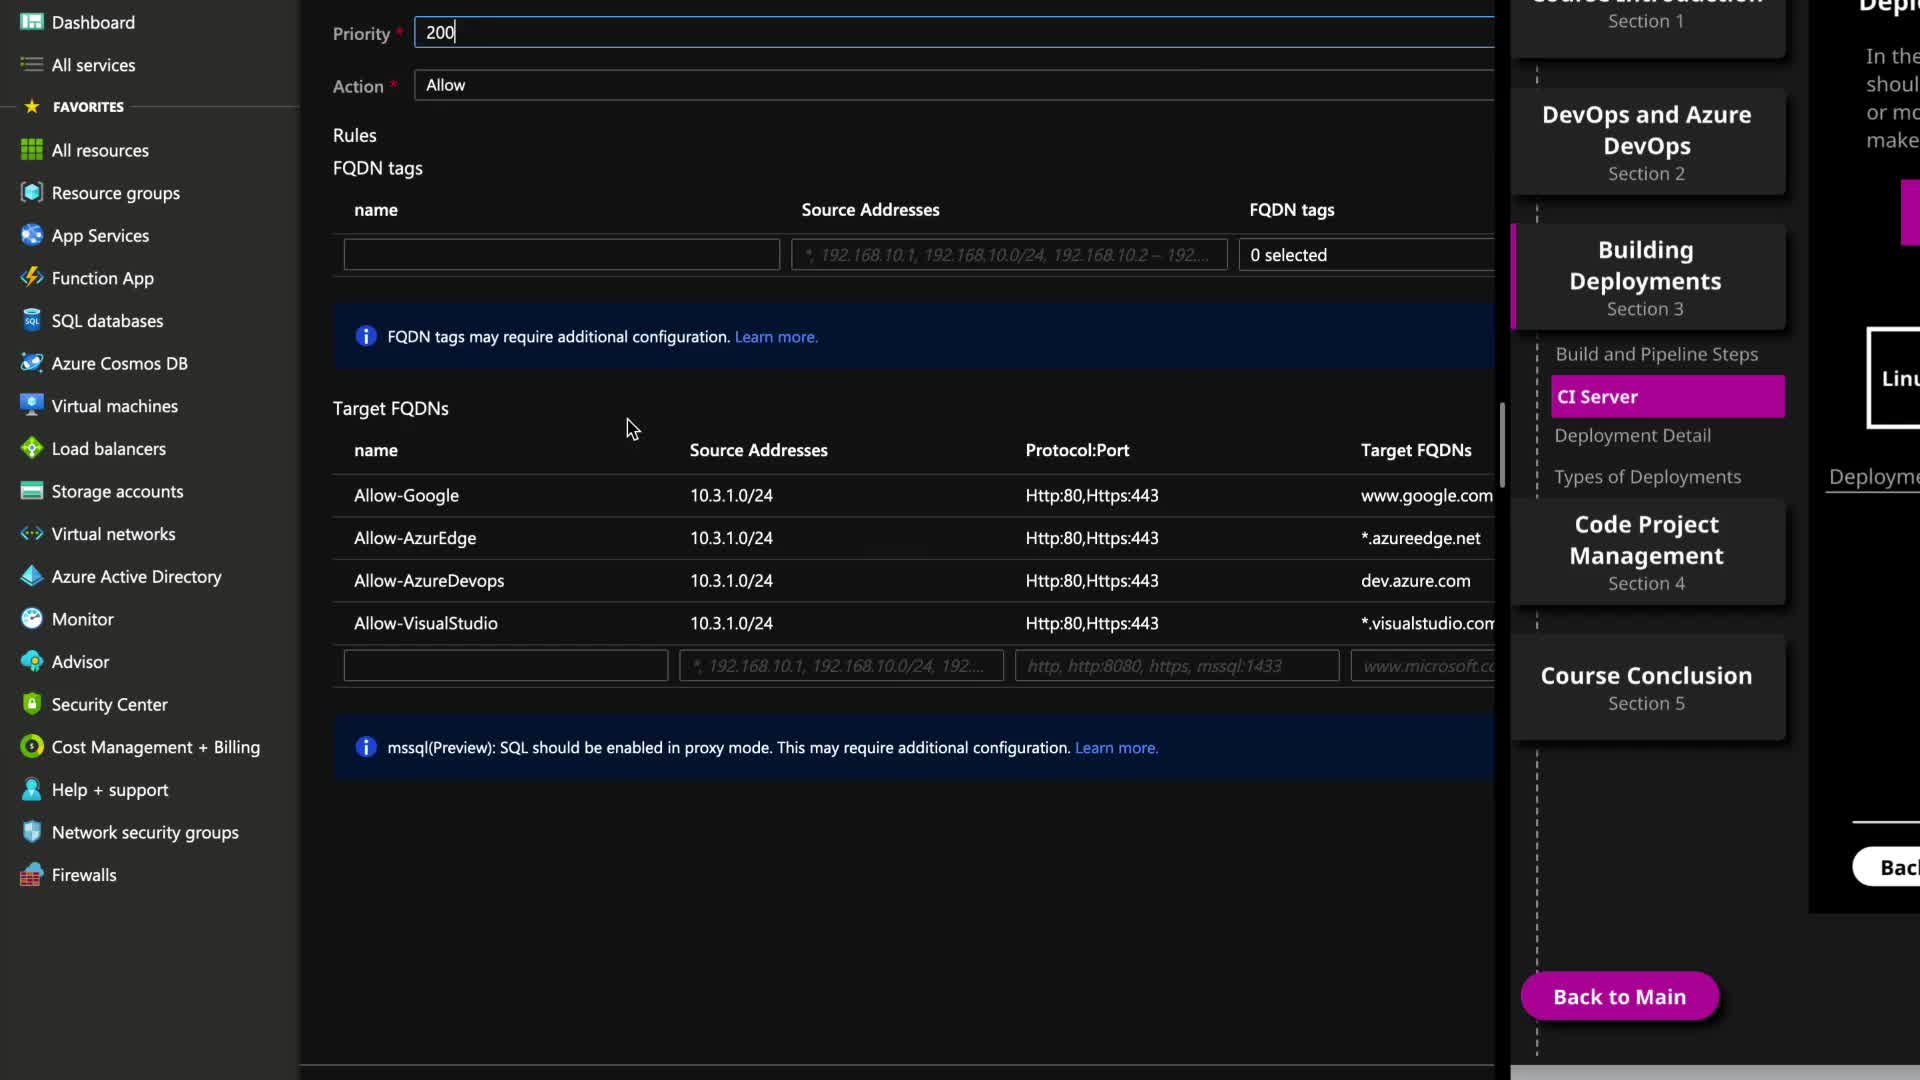 Dashboard
All services
FAVORITES
All resources
Resource groups
App Services
Function App
SQL databases
Azure Cosmos DB
Virtual machines
Load balancers
Storage accounts
Virtual networks
Azure Active Directory
Monitor
Advisor
Security Center
Cost Management + Billing
Help + support
Network security groups
Firewalls
Priority * 200
Action * Allow
Rules
FQDN tags
name Source Addresses FQDN tags
*, 192.168.10.1, 192.168.10.0/24, 192.168.10.2 – 192.... 0 selected
FQDN tags may require additional configuration. Learn more.
Target FQDNs
name Source Addresses Protocol:Port Target FQDNs
Allow-Google 10.3.1.0/24 Http:80,Https:443 www.google.com
Allow-AzurEdge 10.3.1.0/24 Http:80,Https:443 *.azureedge.net
Allow-AzureDevops 10.3.1.0/24 Http:80,Https:443 dev.azure.com
Allow-VisualStudio 10.3.1.0/24 Http:80,Https:443 *.visualstudio.com
*, 192.168.10.1, 192.168.10.0/24, 192.... http, http:8080, https, mssql:1433 www.microsoft.c
mssql(Preview): SQL should be enabled in proxy mode. This may require additional configuration. Learn more.
Section 1
DevOps and Azure
DevOps
Section 2
Building
Deployments
Section 3
Build and Pipeline Steps
CI Server
Deployment Detail
Types of Deployments
Code Project
Management
Section 4
Course Conclusion
Section 5
Back to Main
In the
shoul
or mo
make
Linu
Deployme
Back